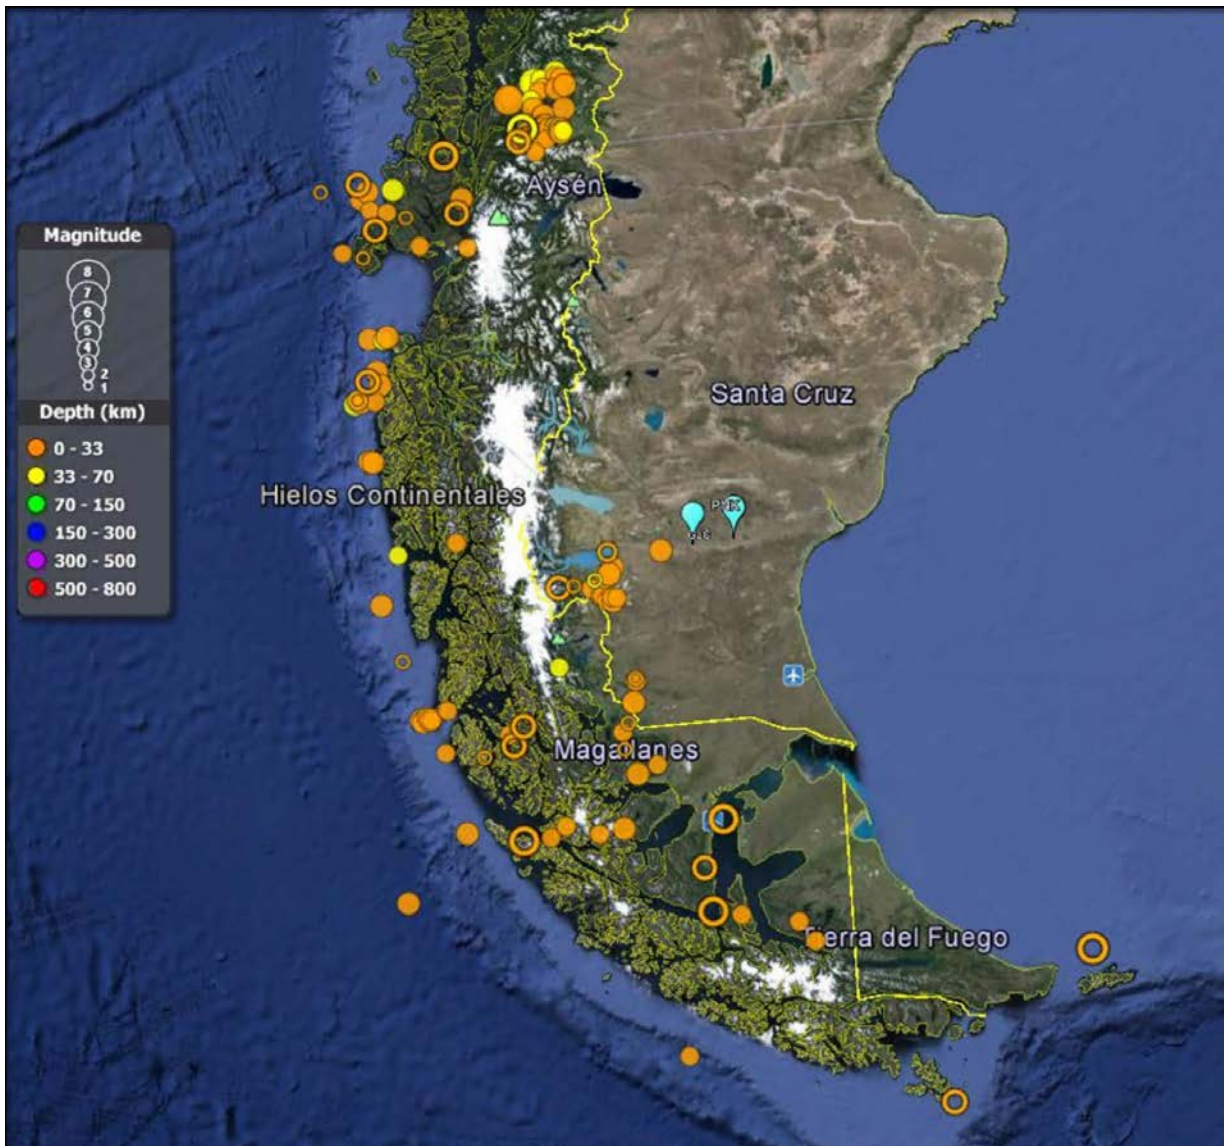 Aysén
Magnitude
8
7
6
5
4
3
2
1
Depth (km)
0 - 33
33 - 70
70 - 150
150 - 300
300 - 500
500 - 800
Santa Cruz
Hielos Continentales
Magallanes
Tierra del Fuego